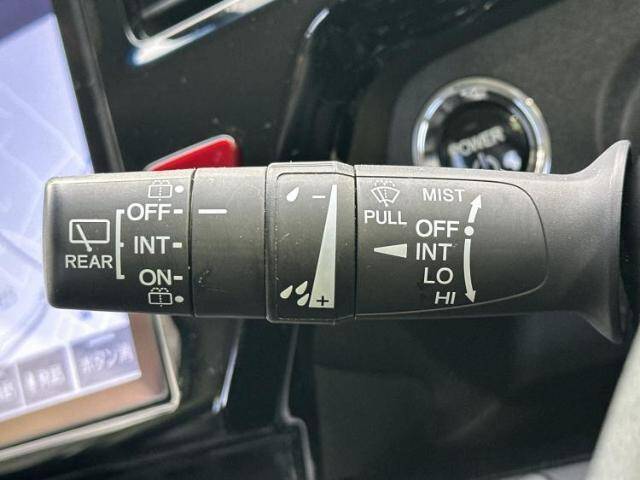 POWER
OFF
INT
REAR
ON
−
+
PULL
MIST
OFF
INT
LO
HI